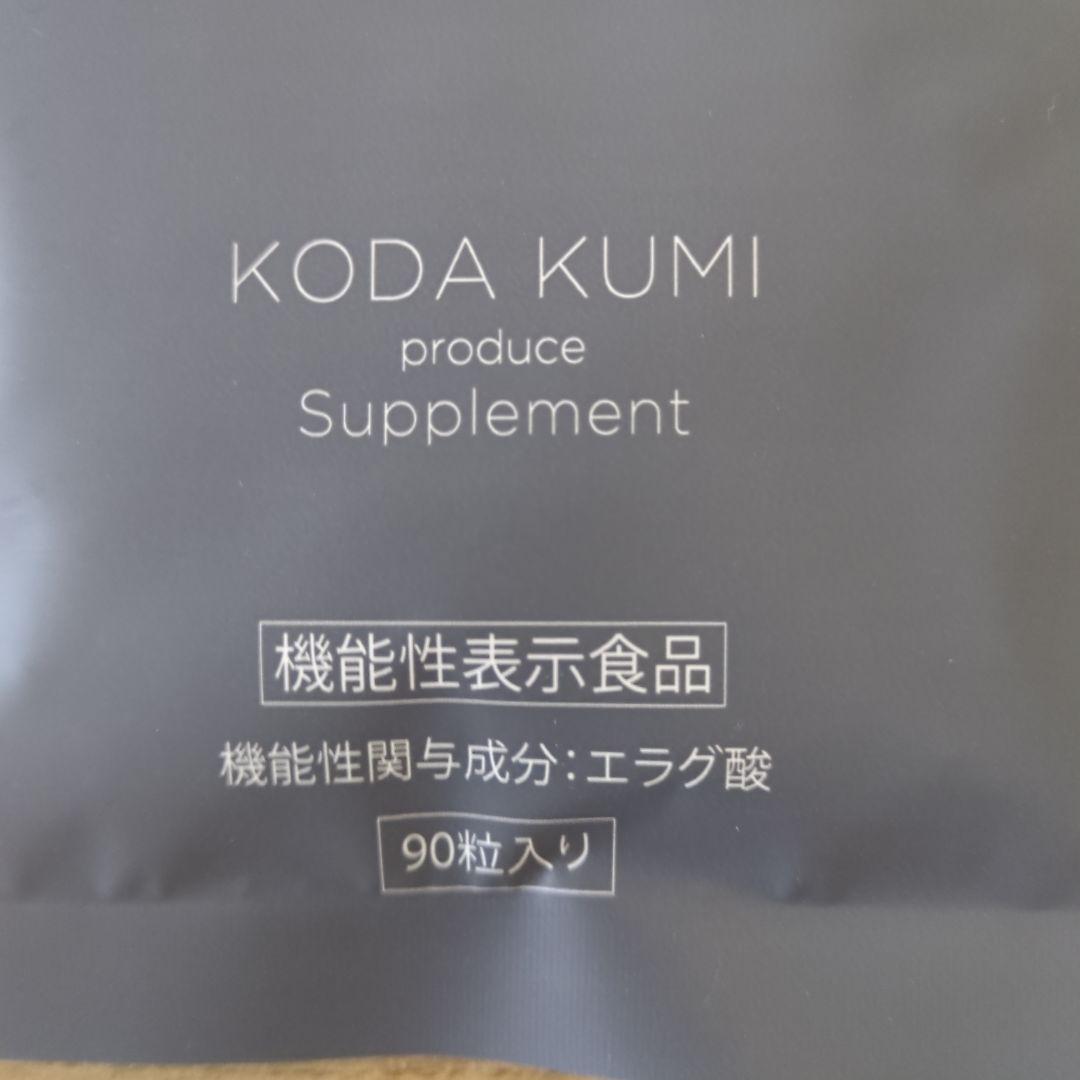 KODA KUMI
produce
Supplement
機能性表示食品
機能性関与成分：エラグ酸
90粒入り